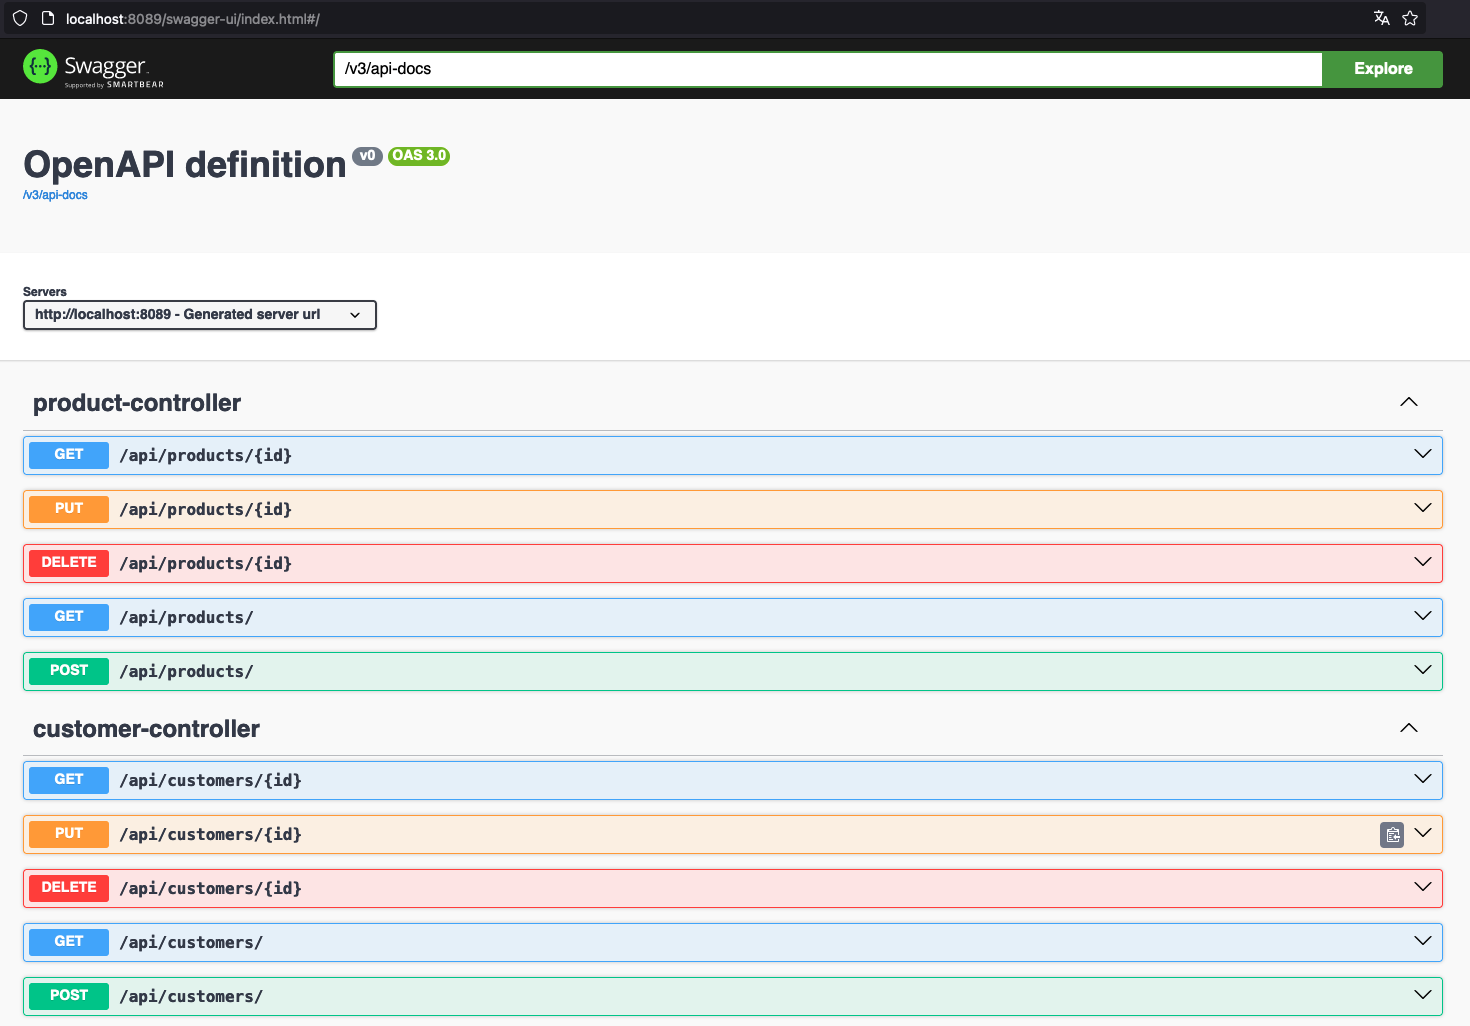 localhost:8089/swagger-ui/index.html#/
Swagger
Supported by SMARTBEAR
/v3/api-docs
Explore
OpenAPI definition v0 OAS 3.0
/v3/api-docs
Servers
http://localhost:8089 - Generated server url
product-controller
GET /api/products/{id}
PUT /api/products/{id}
DELETE /api/products/{id}
GET /api/products/
POST /api/products/
customer-controller
GET /api/customers/{id}
PUT /api/customers/{id}
DELETE /api/customers/{id}
GET /api/customers/
POST /api/customers/